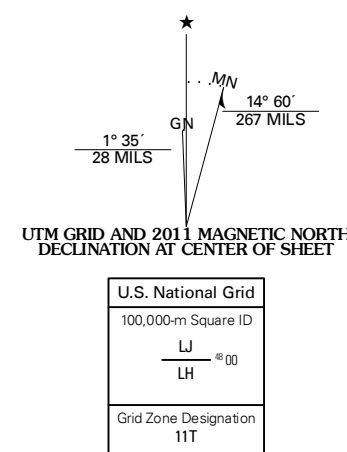 ★
MN
GN
14° 60´
267 MILS
1° 35´
28 MILS
UTM GRID AND 2011 MAGNETIC NORTH
DECLINATION AT CENTER OF SHEET
U.S. National Grid
100,000-m Square ID
LJ
48 00
LH
Grid Zone Designation
11T